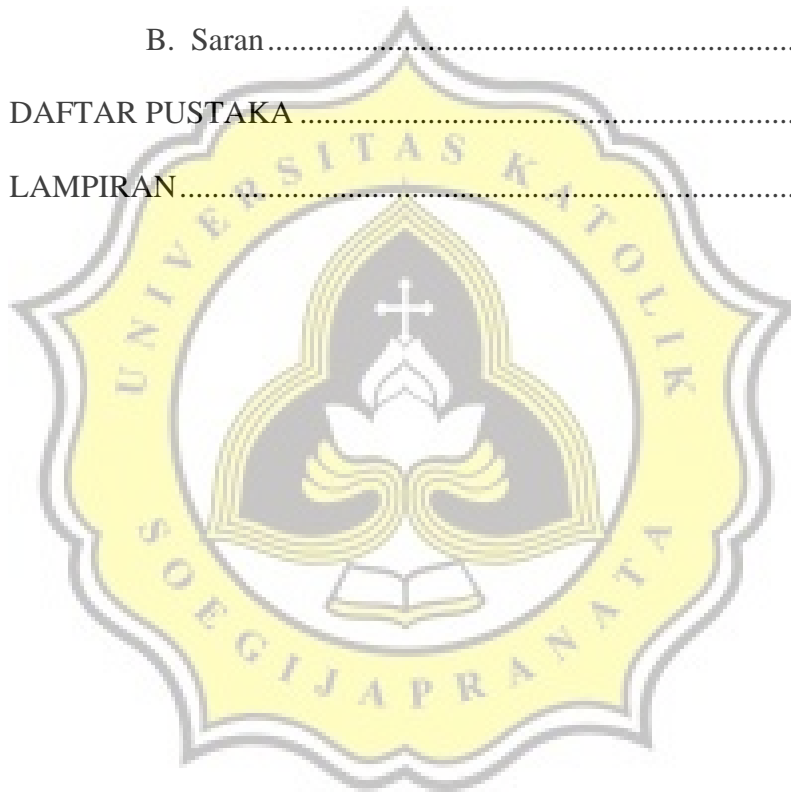 B. Saran................................................................
DAFTAR PUSTAKA ............................................................
LAMPIRAN..........................................................................
UNIVERSITAS KATOLIK
SOEGIJAPRANATA